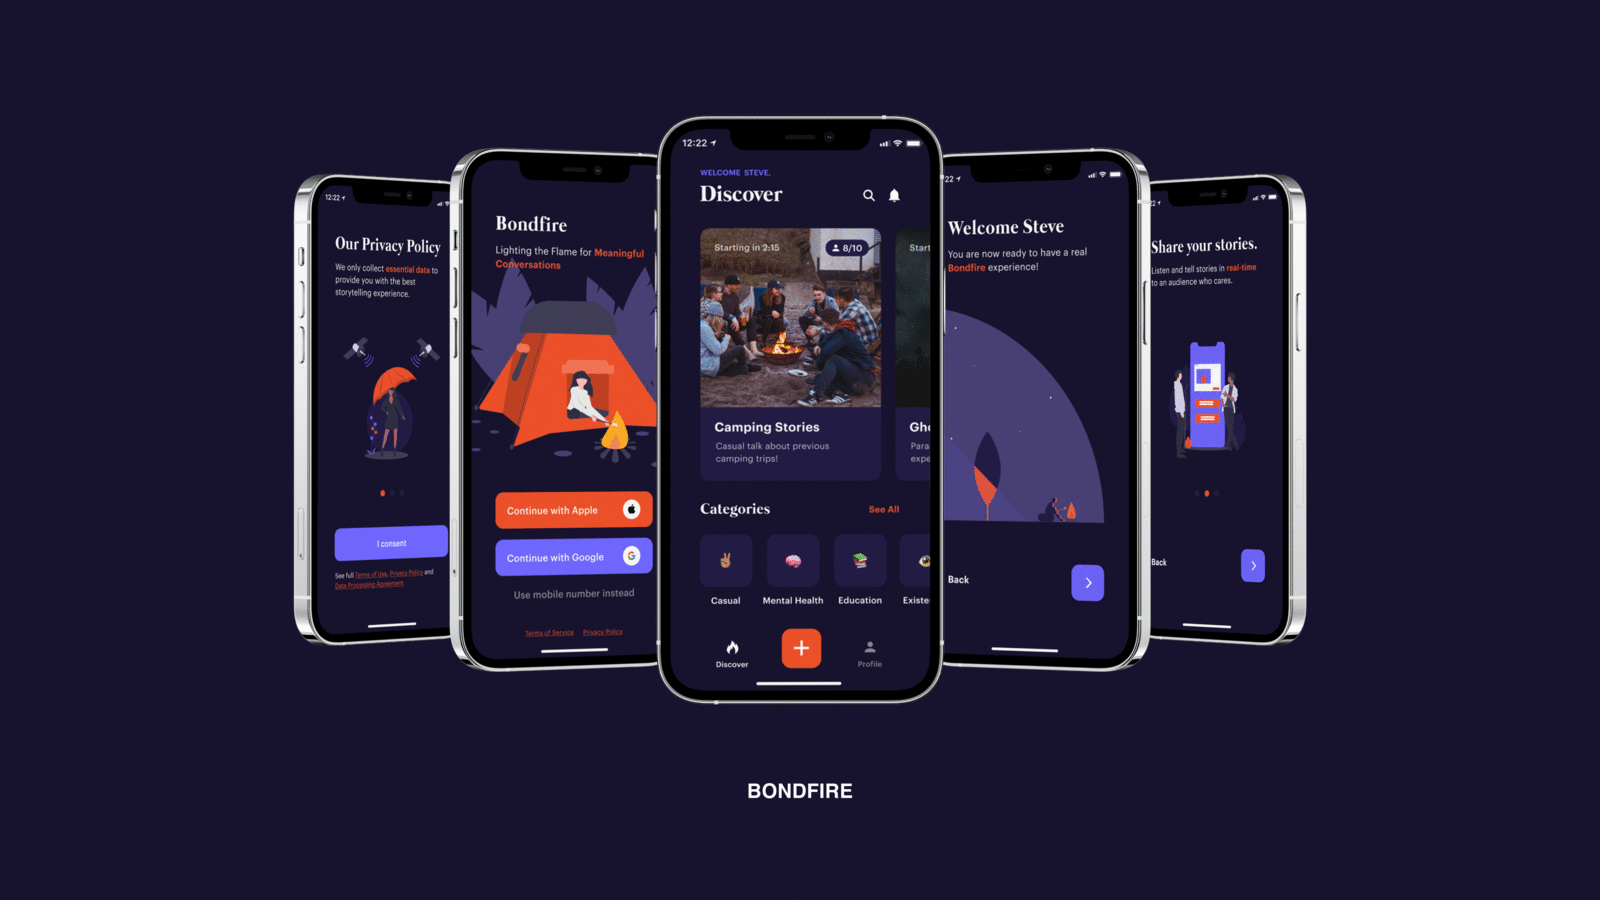 12:22
Our Privacy Policy
We only collect essential data to
provide you with the best
storytelling experience.
I consent
See full Terms of Use, Privacy Policy and
Data Processing Agreement
Bondfire
Lighting the Flame for Meaningful
Conversations
Continue with Apple
Continue with Google
Use mobile number instead
Terms of Service Privacy Policy
12:22
WELCOME STEVE,
Discover
Starting in 2:15
8/10
Start
Camping Stories
Casual talk about previous
camping trips!
Gho
Para
expe
Categories
See All
Casual
Mental Health
Education
Existe
Discover
Profile
22
Welcome Steve
You are now ready to have a real
Bondfire experience!
Back
22
Share your stories.
Listen and tell stories in real-time
to an audience who cares.
Back
BONDFIRE